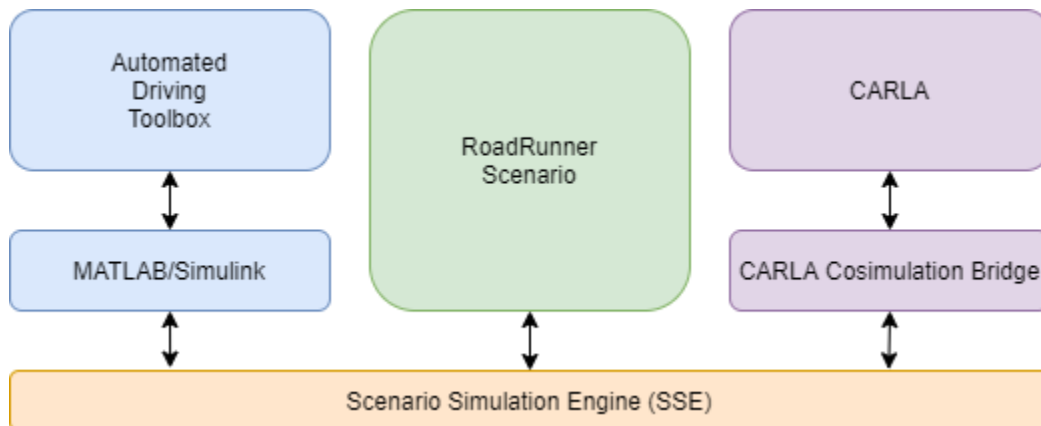 Automated
Driving
Toolbox
RoadRunner
Scenario
CARLA
MATLAB/Simulink
CARLA Cosimulation Bridge
Scenario Simulation Engine (SSE)